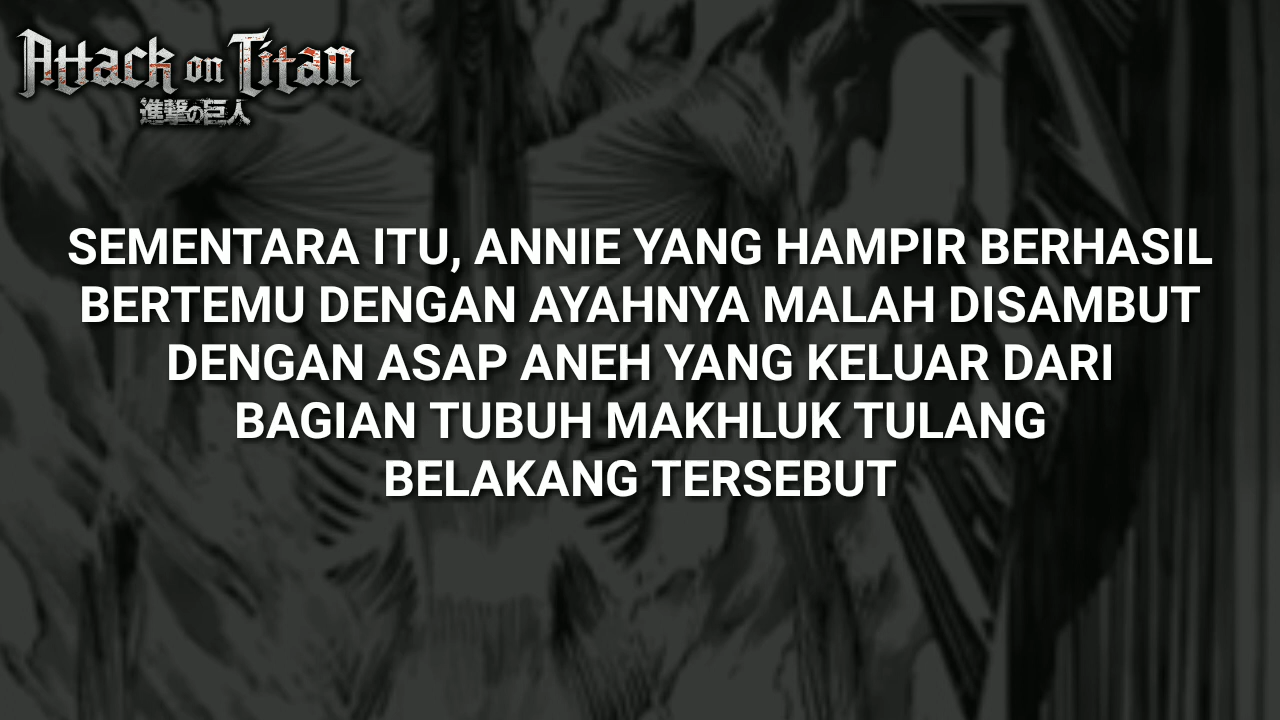 Attack on Titan
進撃の巨人
SEMENTARA ITU, ANNIE YANG HAMPIR BERHASIL
BERTEMU DENGAN AYAHNYA MALAH DISAMBUT
DENGAN ASAP ANEH YANG KELUAR DARI
BAGIAN TUBUH MAKHLUK TULANG
BELAKANG TERSEBUT